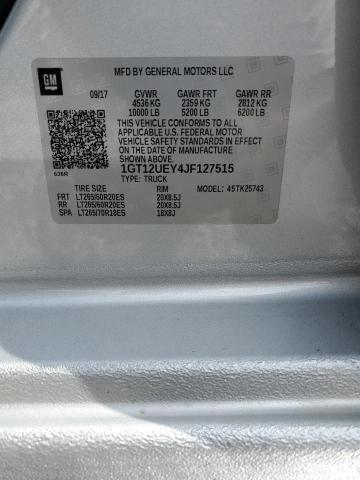 GM
MFD BY GENERAL MOTORS LLC
09/17 GVWR GAWR FRT GAWR RR
4536 KG 2359 KG 2812 KG
10000 LB 5200 LB 6200 LB
THIS VEHICLE CONFORMS TO ALL
APPLICABLE U.S. FEDERAL MOTOR
VEHICLE SAFETY STANDARDS IN
EFFECT ON THE DATE OF
MANUFACTURE SHOWN ABOVE.
1GT12UEY4JF127515
636R TYPE: TRUCK
TIRE SIZE RIM MODEL: 45TK25743
FRT LT265/60R20ES 20X8.5J
RR LT265/60R20ES 20X8.5J
SPA LT265/70R18ES 18X8J